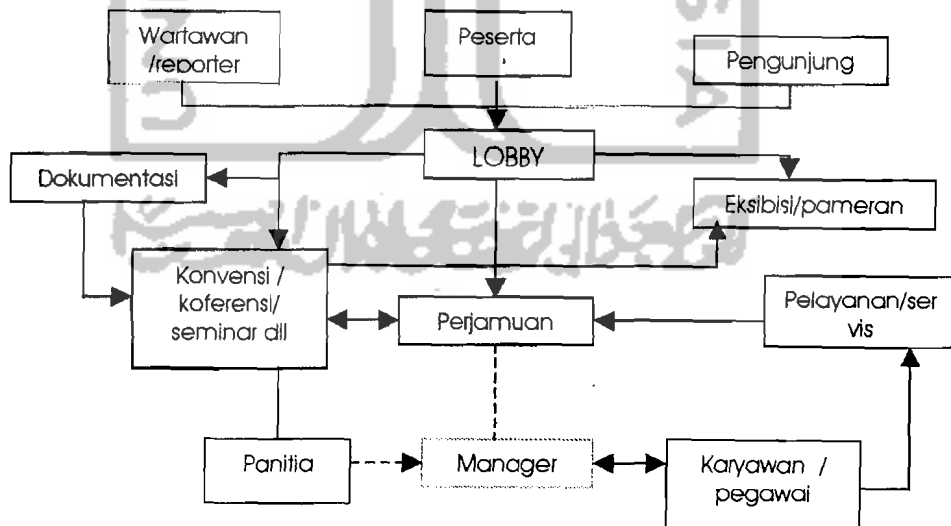 Wartawan
/reporter
Peserta
Pengunjung
LOBBY
Dokumentasi
Eksibisi/pameran
Konvensi /
koferensi/
seminar dll
Perjamuan
Pelayanan/ser
vis
Panitia
Manager
Karyawan /
pegawai